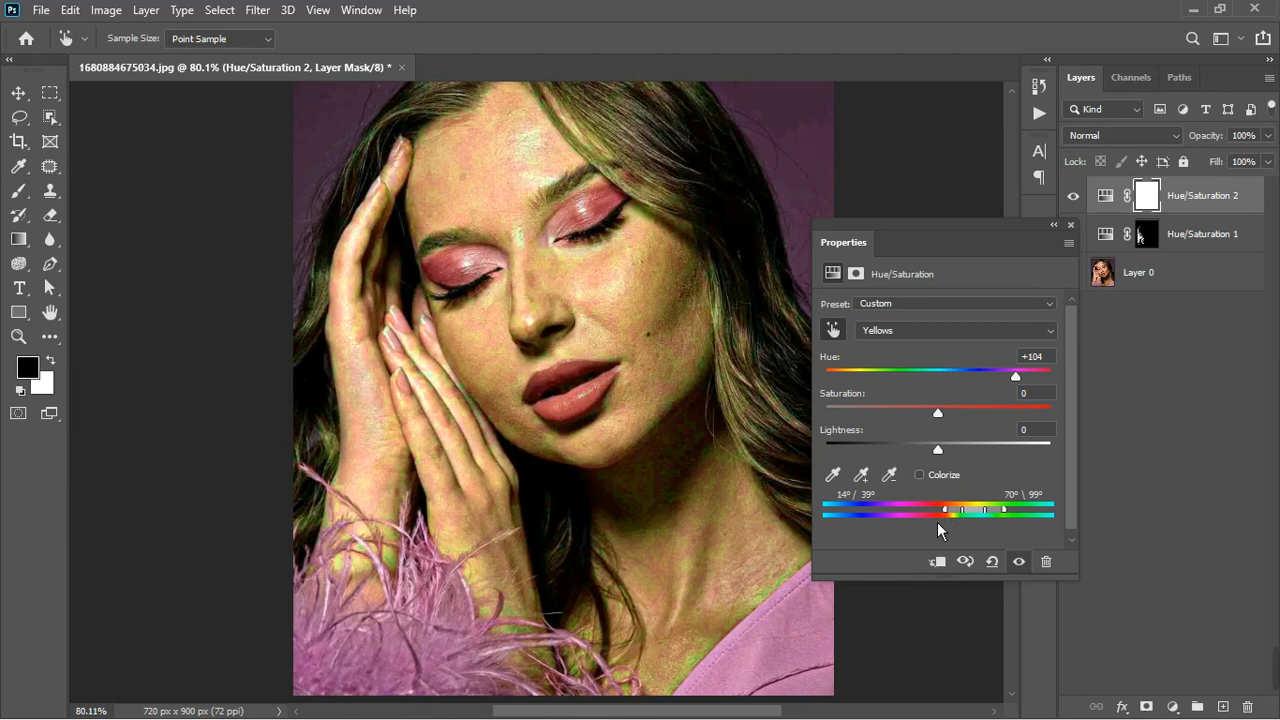 Ps File Edit Image Layer Type Select Filter 3D View Window Help
Sample Size: Point Sample
1680884675034.jpg @ 80.1% (Hue/Saturation 2, Layer Mask/8) *
Layers Channels Paths
Kind
Normal Opacity: 100%
Lock: Fill: 100%
Hue/Saturation 2
Hue/Saturation 1
Layer 0
Properties
Hue/Saturation
Preset: Custom
Yellows
Hue: +104
Saturation: 0
Lightness: 0
Colorize
14° / 39° 70° \ 99°
80.11% 720 px x 900 px (72 ppi)